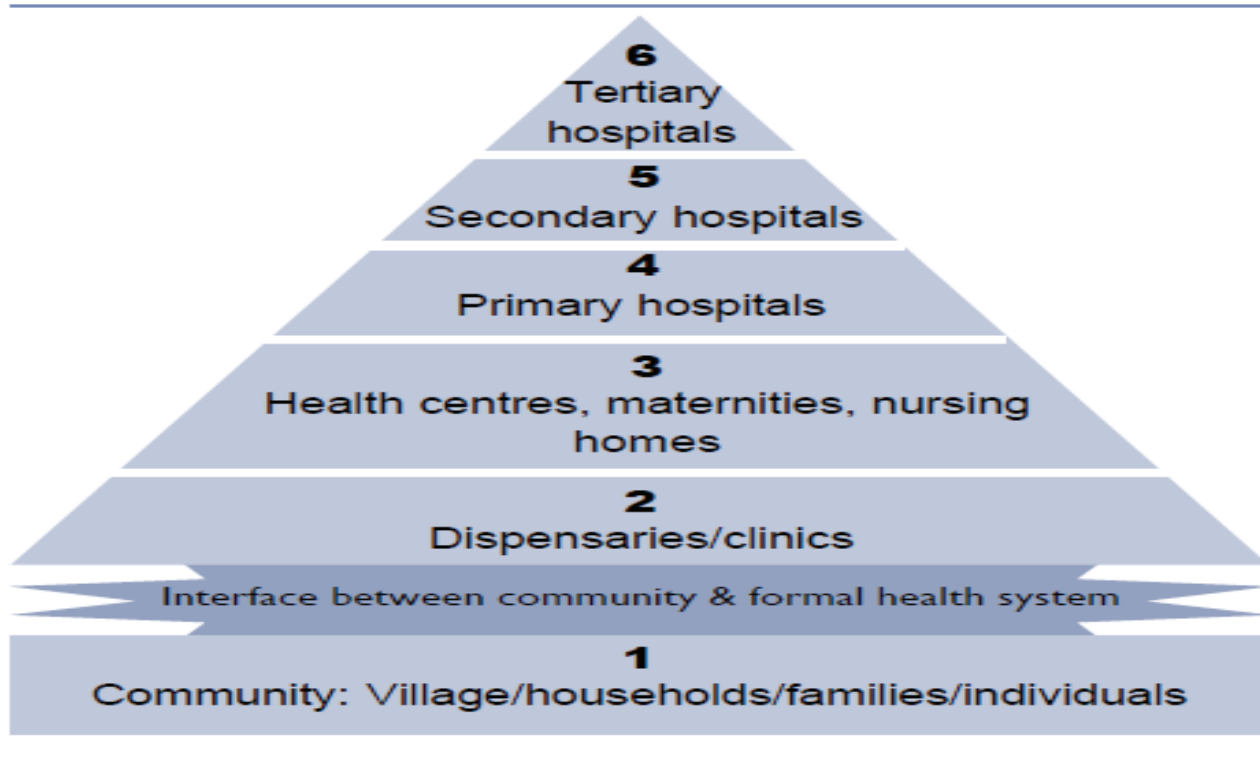 6
Tertiary
hospitals
5
Secondary hospitals
4
Primary hospitals
3
Health centres, maternities, nursing
homes
2
Dispensaries/clinics
Interface between community & formal health system
1
Community: Village/households/families/individuals